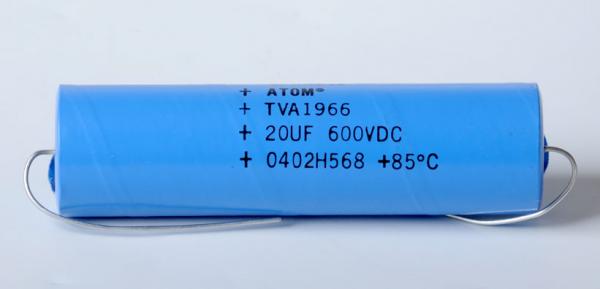 + ATOM®
+ TVA1966
+ 20UF 600VDC
+ 0402H568 +85°C